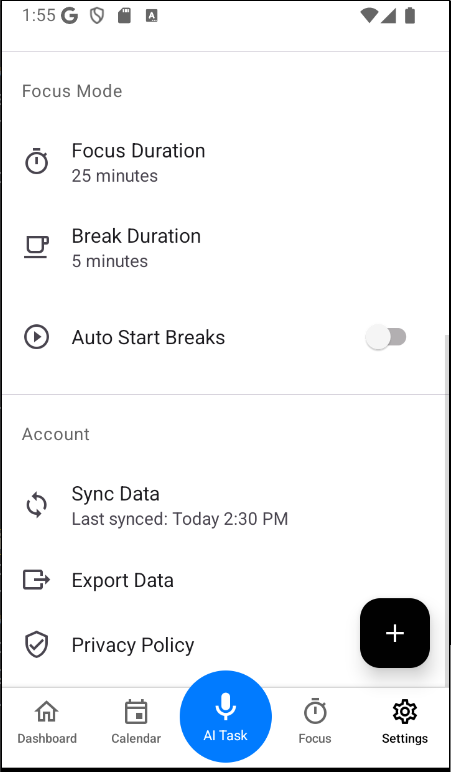 1:55
Focus Mode
Focus Duration
25 minutes
Break Duration
5 minutes
Auto Start Breaks
Account
Sync Data
Last synced: Today 2:30 PM
Export Data
Privacy Policy
Dashboard
Calendar
AI Task
Focus
Settings